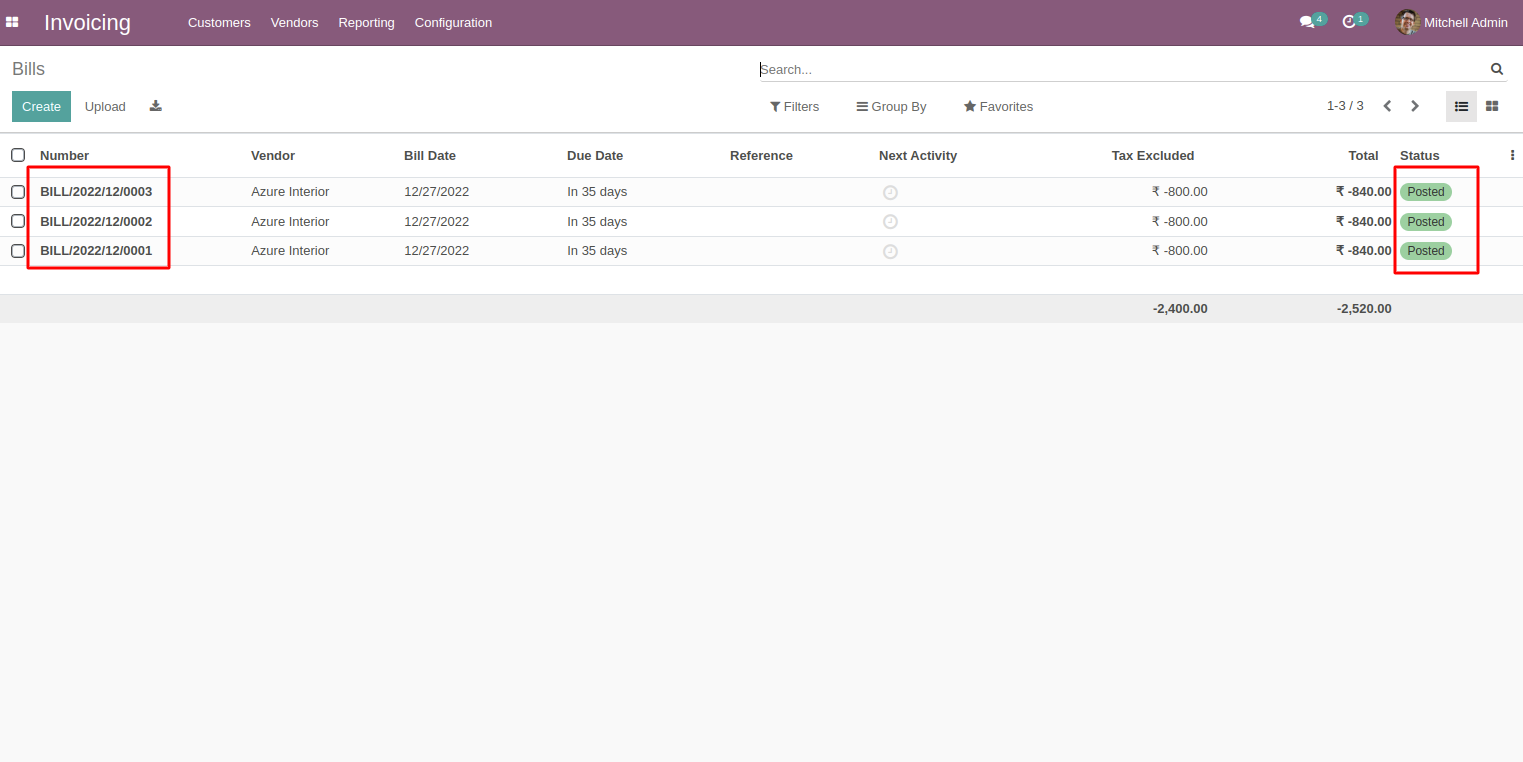 Invoicing Customers Vendors Reporting Configuration 4 1 Mitchell Admin
Bills Search...
Create Upload Filters Group By Favorites 1-3 / 3
Number Vendor Bill Date Due Date Reference Next Activity Tax Excluded Total Status
BILL/2022/12/0003 Azure Interior 12/27/2022 In 35 days ₹ -800.00 ₹ -840.00 Posted
BILL/2022/12/0002 Azure Interior 12/27/2022 In 35 days ₹ -800.00 ₹ -840.00 Posted
BILL/2022/12/0001 Azure Interior 12/27/2022 In 35 days ₹ -800.00 ₹ -840.00 Posted
-2,400.00 -2,520.00